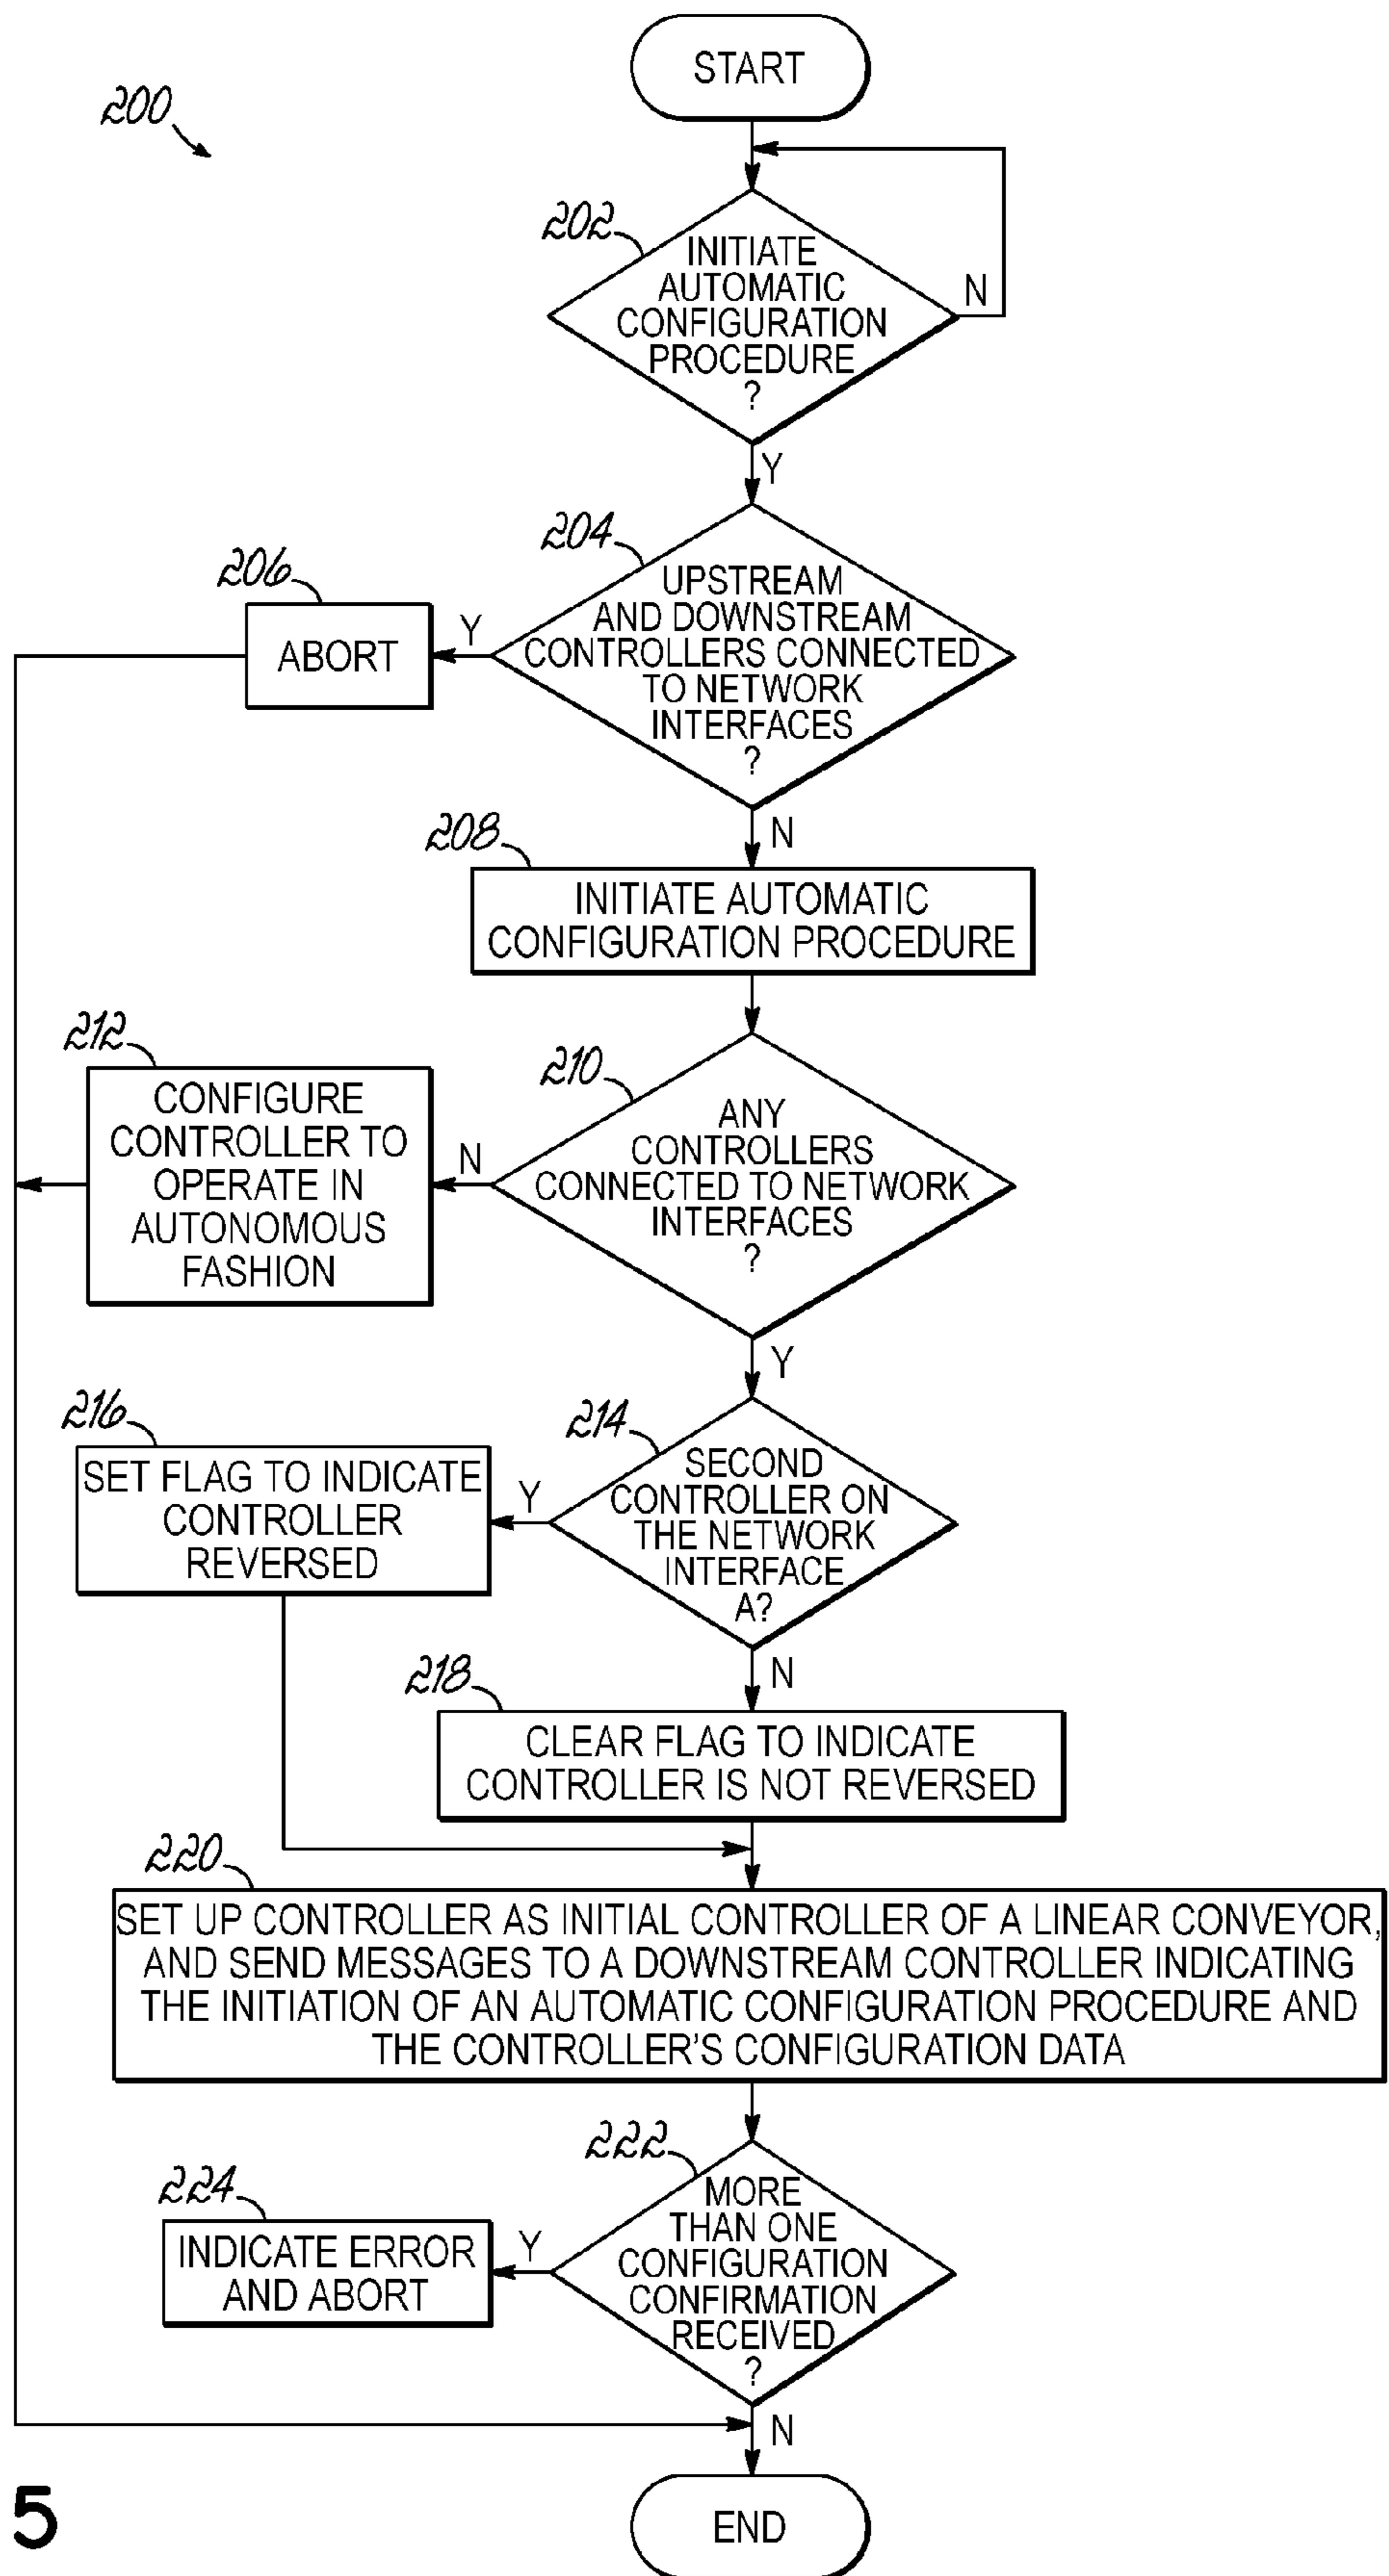 START
200
202
INITIATE
AUTOMATIC
CONFIGURATION
PROCEDURE
?
N
Y
204
UPSTREAM
AND DOWNSTREAM
CONTROLLERS CONNECTED
TO NETWORK
INTERFACES
?
206
ABORT
Y
N
208
INITIATE AUTOMATIC
CONFIGURATION PROCEDURE
210
ANY
CONTROLLERS
CONNECTED TO NETWORK
INTERFACES
?
212
CONFIGURE
CONTROLLER TO
OPERATE IN
AUTONOMOUS
FASHION
N
Y
214
SECOND
CONTROLLER ON
THE NETWORK
INTERFACE
A?
216
SET FLAG TO INDICATE
CONTROLLER
REVERSED
Y
N
218
CLEAR FLAG TO INDICATE
CONTROLLER IS NOT REVERSED
220
SET UP CONTROLLER AS INITIAL CONTROLLER OF A LINEAR CONVEYOR,
AND SEND MESSAGES TO A DOWNSTREAM CONTROLLER INDICATING
THE INITIATION OF AN AUTOMATIC CONFIGURATION PROCEDURE AND
THE CONTROLLER'S CONFIGURATION DATA
222
MORE
THAN ONE
CONFIGURATION
CONFIRMATION
RECEIVED
?
224
INDICATE ERROR
AND ABORT
Y
N
5
END